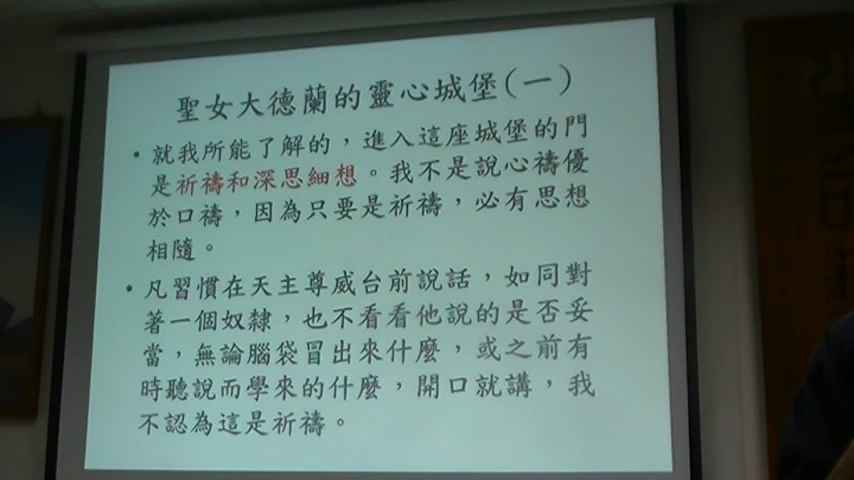 聖女大德蘭的靈心城堡(一)
•就我所能了解的，進入這座城堡的門
是祈禱和深思細想。我不是說心禱優
於口禱，因為只要是祈禱，必有思想
相隨。
•凡習慣在天主尊威台前說話，如同對
著一個奴隸，也不看看他說的是否妥
當，無論腦袋冒出來什麼，或之前有
時聽說而學來的什麼，開口就講，我
不認為這是祈禱。